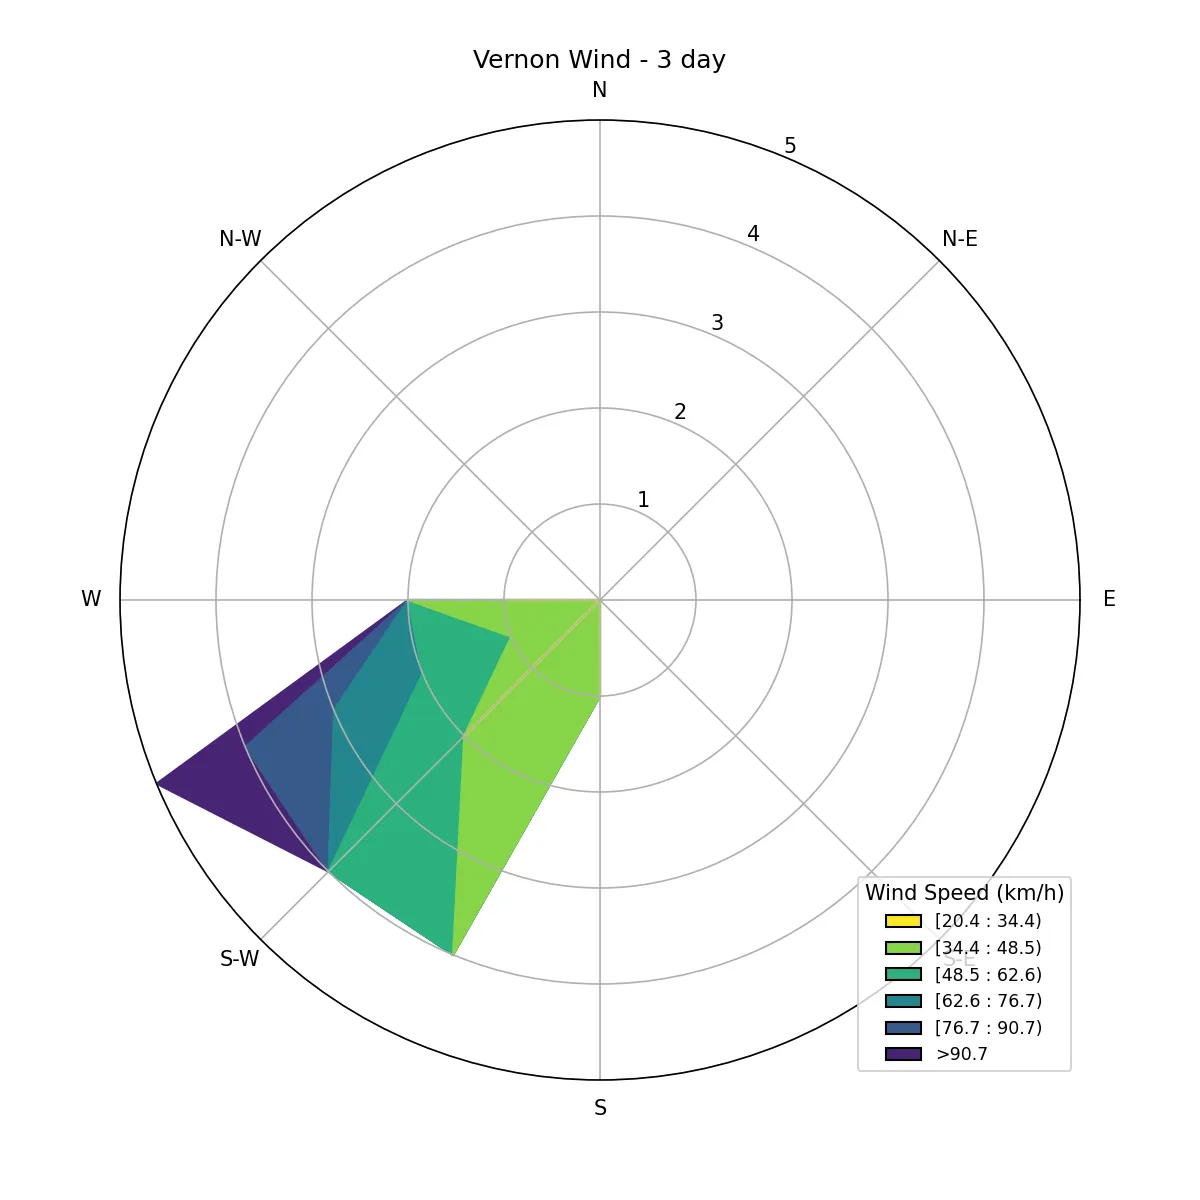 Vernon Wind - 3 day
N
5
N-W
N-E
4
3
2
1
W
E
S-W
S-E
S
Wind Speed (km/h)
[20.4 : 34.4)
[34.4 : 48.5)
[48.5 : 62.6)
[62.6 : 76.7)
[76.7 : 90.7)
>90.7